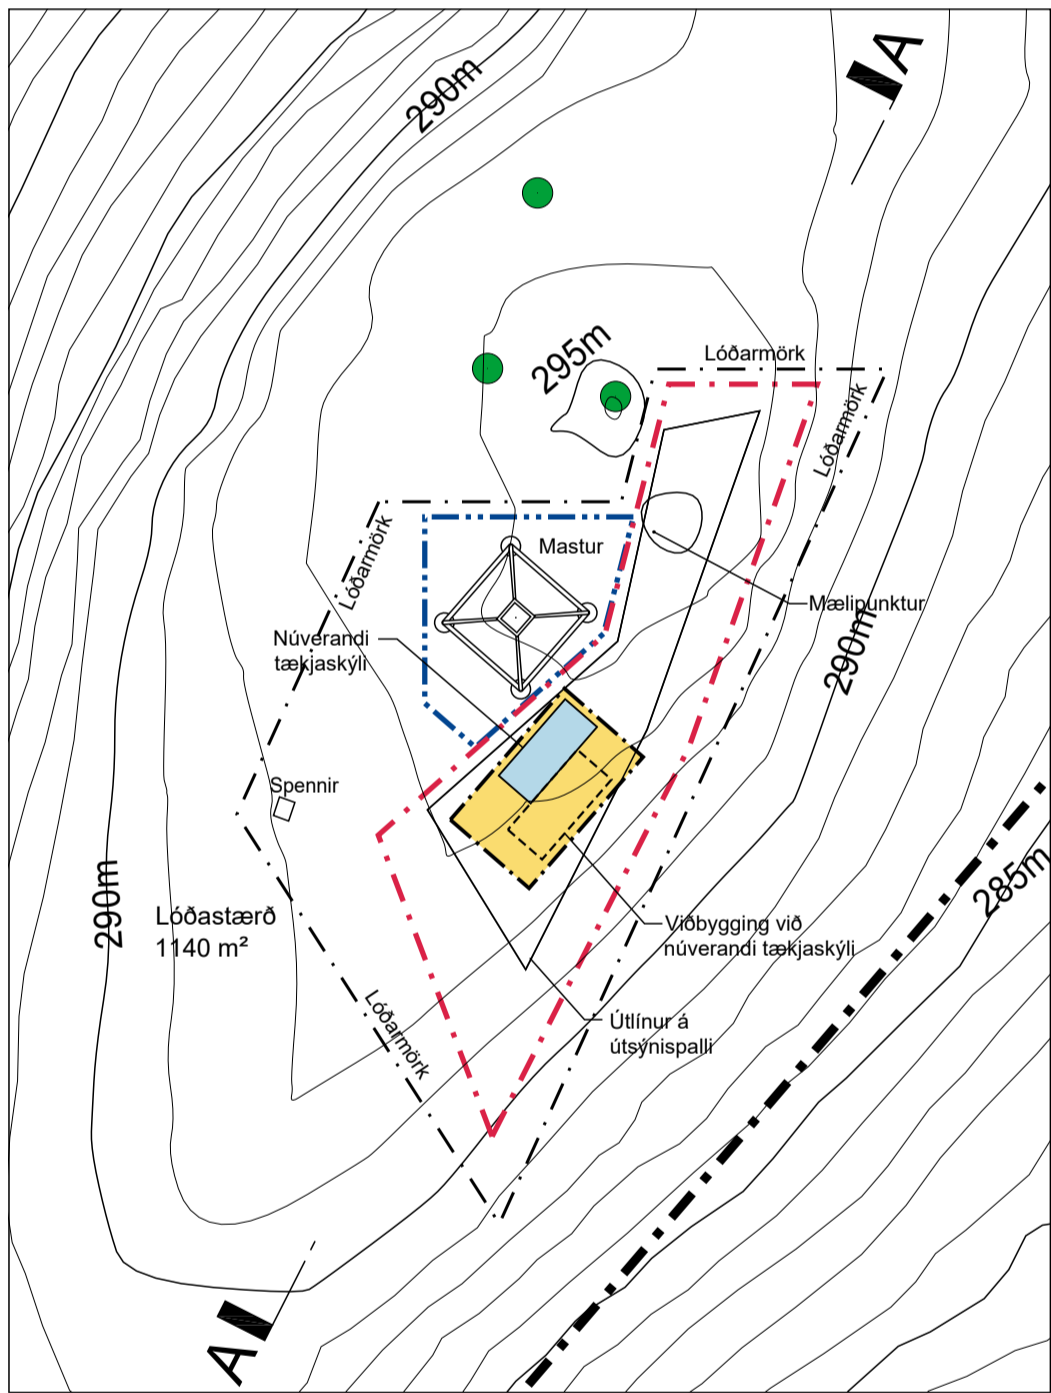 A
290m
295m
Lóðarmörk
Lóðarmörk
Lóðarmörk
Mastur
Mælipunktur
290m
Núverandi
tækjaskýli
Spennir
285m
290m
Lóðastærð
1140 m²
Viðbygging við
núverandi tækjaskýli
Lóðarmörk
Útlínur á
útsýnispalli
A